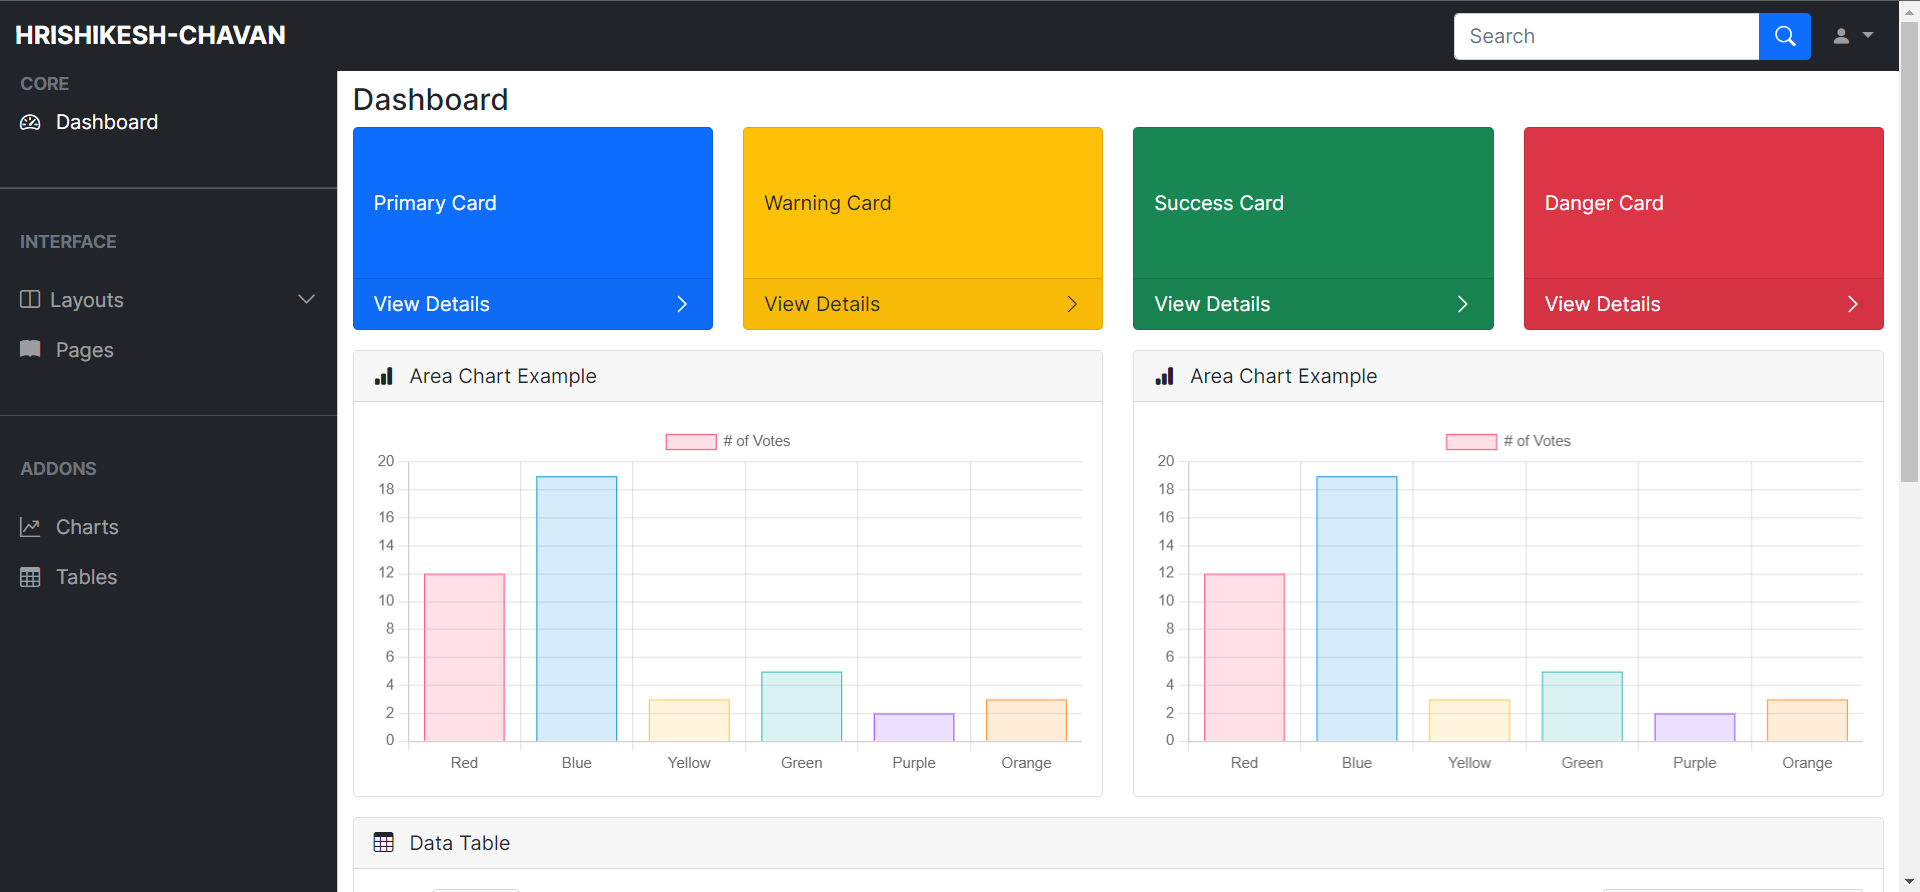 HRISHIKESH-CHAVAN
Search
CORE
Dashboard
INTERFACE
Layouts
Pages
ADDONS
Charts
Tables
Dashboard
Primary Card
Warning Card
Success Card
Danger Card
View Details
View Details
View Details
View Details
Area Chart Example
# of Votes
20
18
16
14
12
10
8
6
4
2
0
Red Blue Yellow Green Purple Orange
Area Chart Example
# of Votes
20
18
16
14
12
10
8
6
4
2
0
Red Blue Yellow Green Purple Orange
Data Table